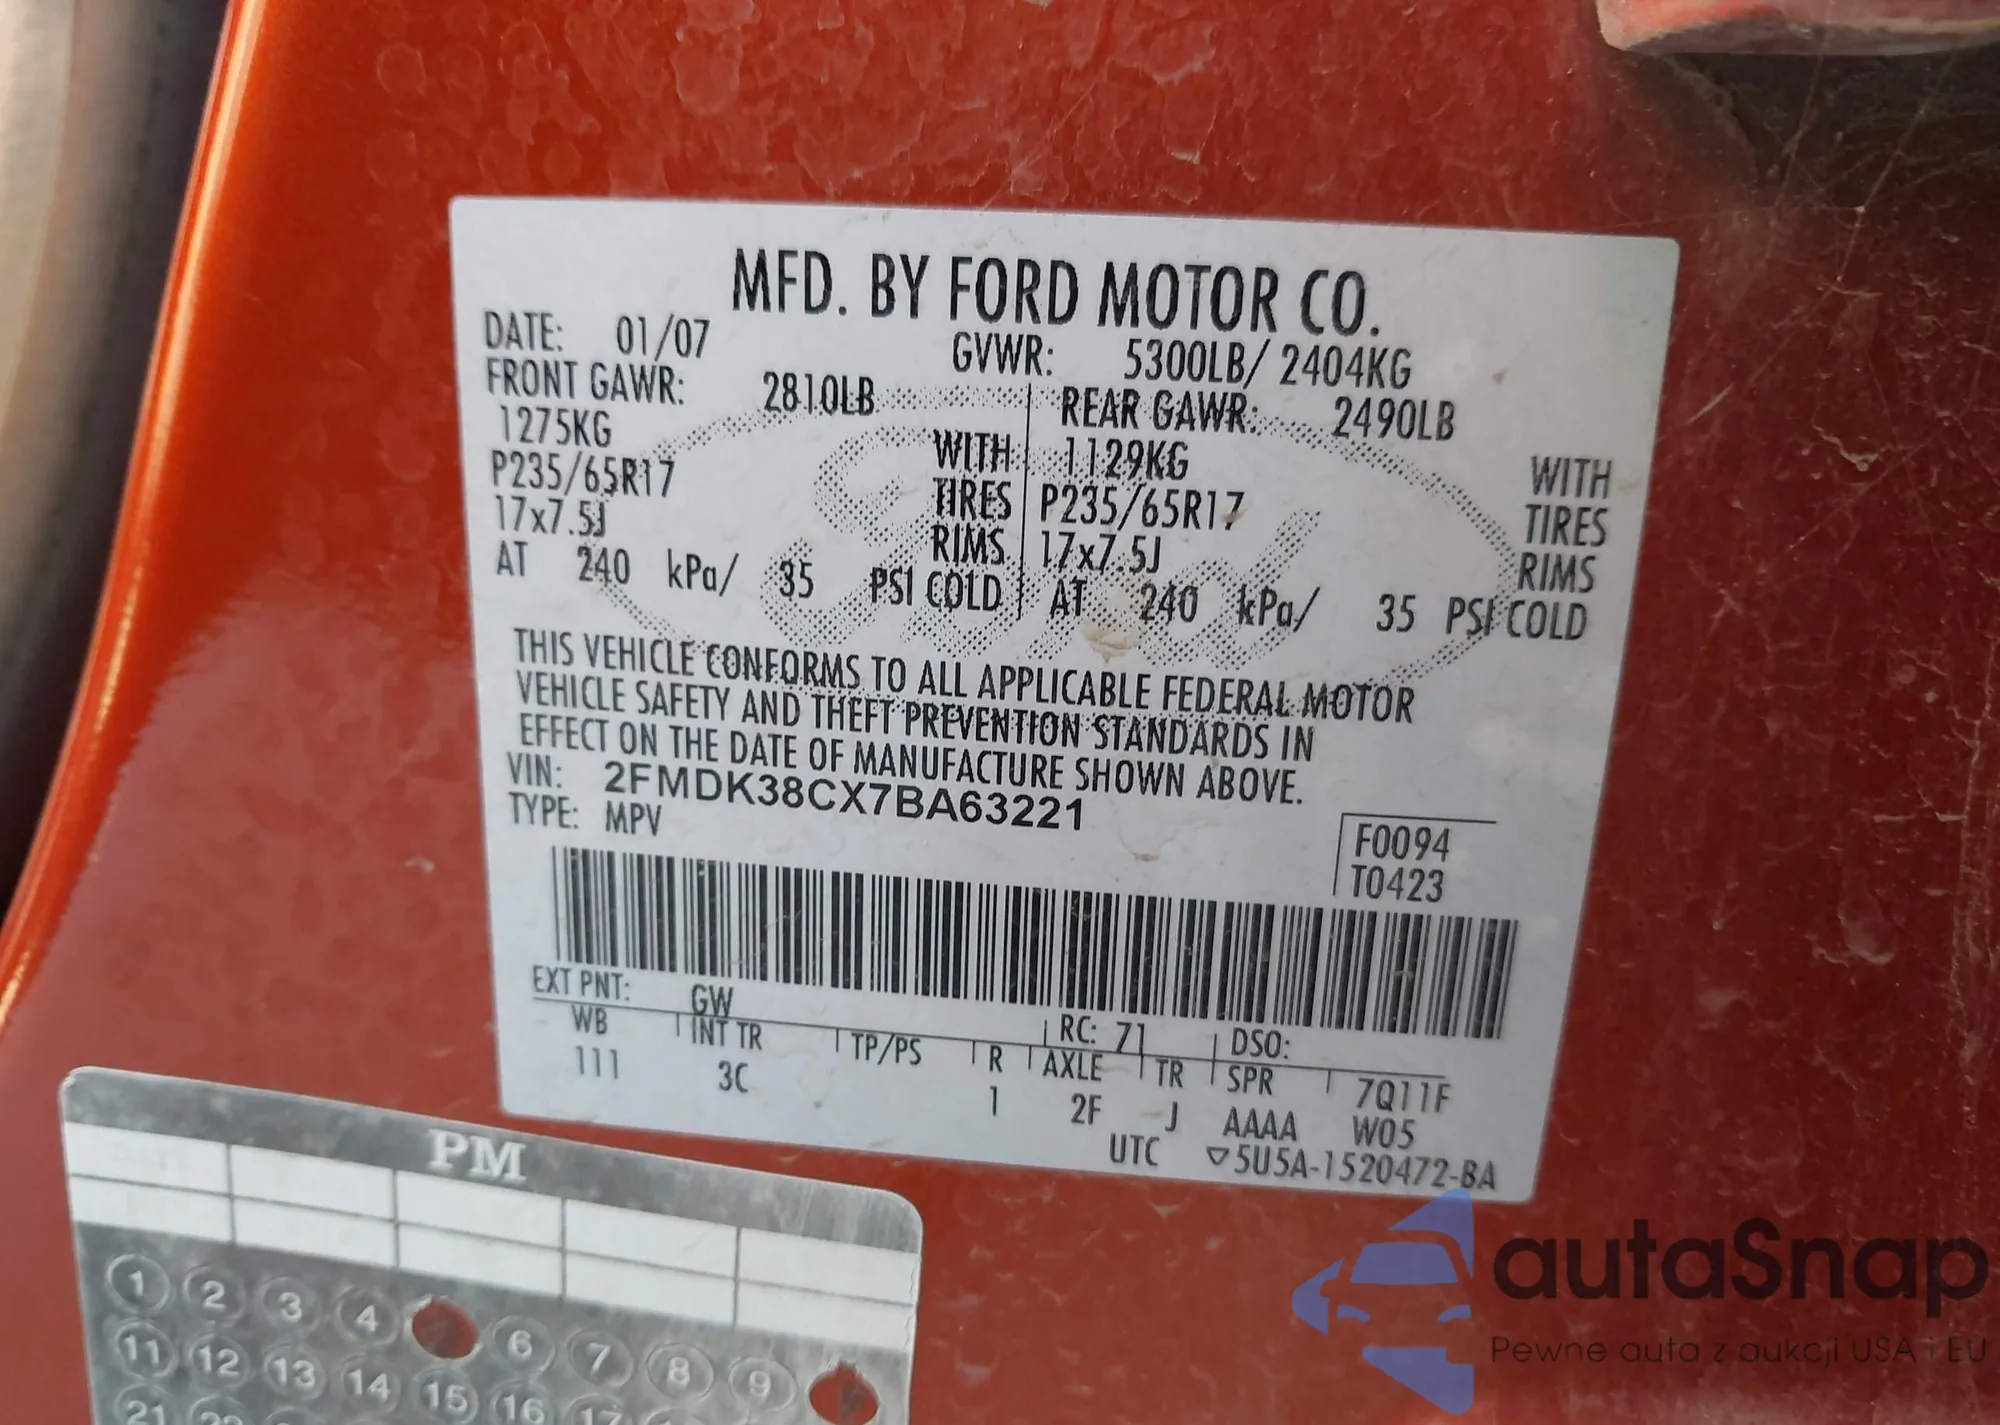 MFD. BY FORD MOTOR CO.
DATE: 01/07 GVWR: 5300LB/ 2404KG
FRONT GAWR: 2810LB REAR GAWR: 2490LB
1275KG WITH 1129KG WITH
P235/65R17 TIRES P235/65R17 TIRES
17x7.5J RIMS 17x7.5J RIMS
AT 240 kPa/ 35 PSI COLD AT 240 kPa/ 35 PSI COLD
THIS VEHICLE CONFORMS TO ALL APPLICABLE FEDERAL MOTOR
VEHICLE SAFETY AND THEFT PREVENTION STANDARDS IN
EFFECT ON THE DATE OF MANUFACTURE SHOWN ABOVE.
VIN: 2FMDK38CX7BA63221
TYPE: MPV
F0094
T0423
EXT PNT: GW RC: 71 DSO:
WB INT TR TP/PS R AXLE TR SPR 7Q11F
111 3C 1 2F J AAAA W05
UTC 5U5A-1520472-BA
PM
1 2 3 4 6 7 8 9
11 12 13 14 15 16 17
21 22
autaSnap
Pewne auta z aukcji USA i EU